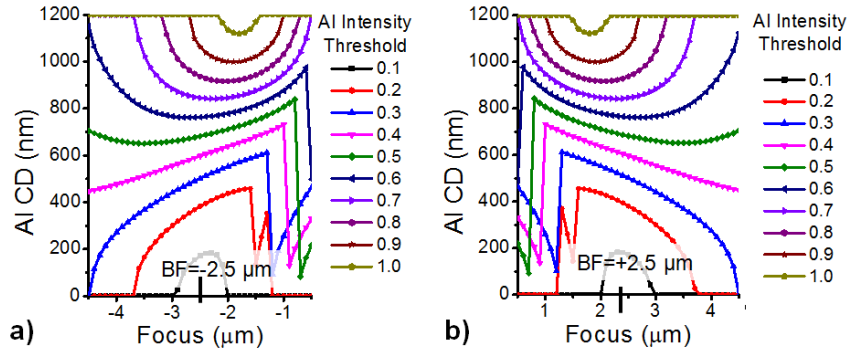 AI Intensity
Threshold
0.1
0.2
0.3
0.4
0.5
0.6
0.7
0.8
0.9
1.0
1200
1000
800
600
400
200
0
AI CD (nm)
BF=-2.5 μm
-4 -3 -2 -1
Focus (μm)
a)
AI Intensity
Threshold
0.1
0.2
0.3
0.4
0.5
0.6
0.7
0.8
0.9
1.0
1200
1000
800
600
400
200
0
AI CD (nm)
BF=+2.5 μm
1 2 3 4
Focus (μm)
b)